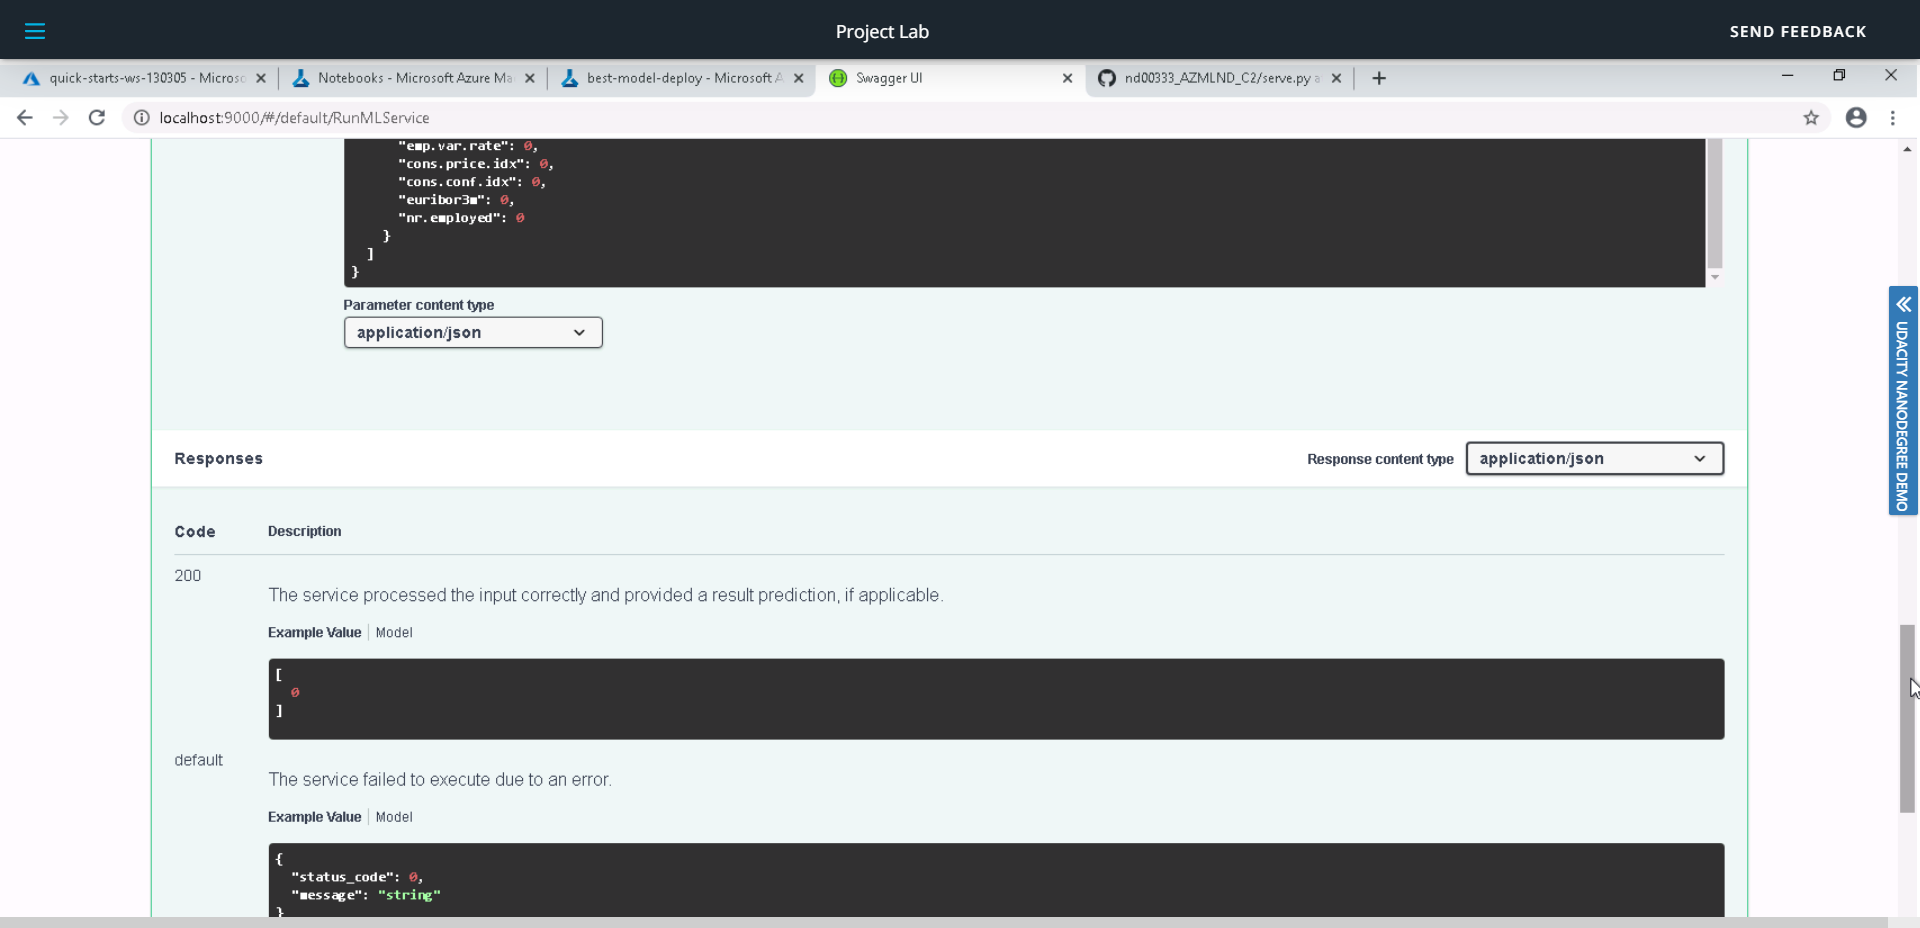 Project Lab
SEND FEEDBACK
quick-starts-ws-130305 - Microso
Notebooks - Microsoft Azure Ma
best-model-deploy - Microsoft A
Swagger UI
nd00333_AZMLND_C2/serve.py a
localhost:9000/#/default/RunMLService
"emp.var.rate": 0,
"cons.price.idx": 0,
"cons.conf.idx": 0,
"euribor3m": 0,
"nr.employed": 0
}
]
}
Parameter content type
application/json
UDACITY NANODEGREE DEMO
Responses
Response content type
application/json
Code
Description
200
The service processed the input correctly and provided a result prediction, if applicable.
Example Value
Model
[
0
]
default
The service failed to execute due to an error.
Example Value
Model
{
"status_code": 0,
"message": "string"
}